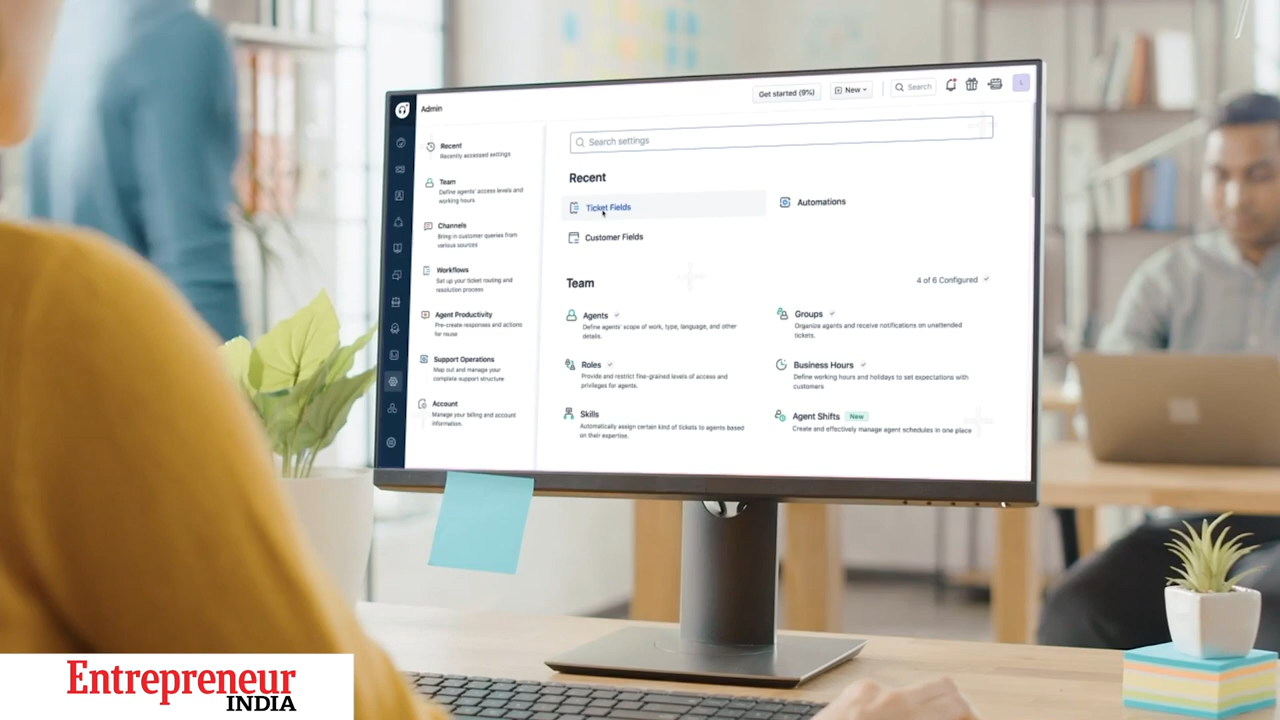 Admin
Get started (9%)
New
Search
Search settings
Recent
Recently accessed settings
Team
Define agents' access levels and
working hours
Channels
Bring in customer queries from
various sources
Workflows
Set up your ticket routing and
resolution process
Agent Productivity
Pre-create responses and actions
for reuse
Support Operations
Map out and manage your
complete support structure
Account
Manage your billing and account
information.
Recent
Ticket Fields
Automations
Customer Fields
Team
4 of 6 Configured
Agents
Define agents' scope of work, type, language, and other
details.
Groups
Organize agents and receive notifications on unattended
tickets.
Roles
Provide and restrict fine-grained levels of access and
privileges for agents.
Business Hours
Define working hours and holidays to set expectations with
customers
Skills
Automatically assign certain kind of tickets to agents based
on their expertise.
Agent Shifts New
Create and effectively manage agent schedules in one place
Entrepreneur
INDIA